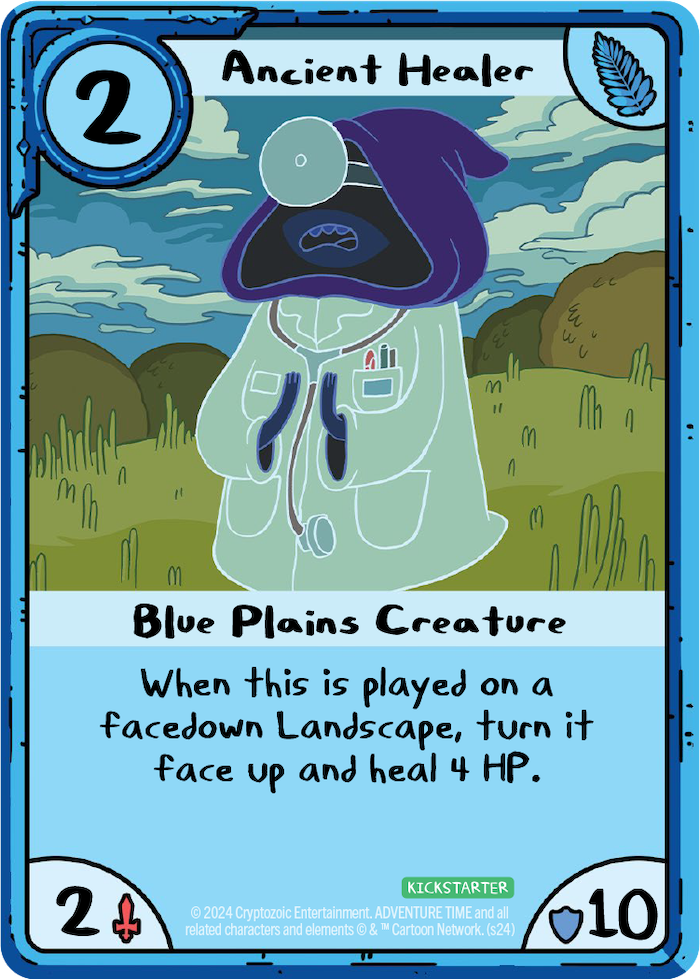 2
Ancient Healer
Blue Plains Creature
When this is played on a
facedown Landscape, turn it
face up and heal 4 HP.
KICKSTARTER
2
© 2024 Cryptozoic Entertainment. ADVENTURE TIME and all
related characters and elements © & ™ Cartoon Network. (s24)
10